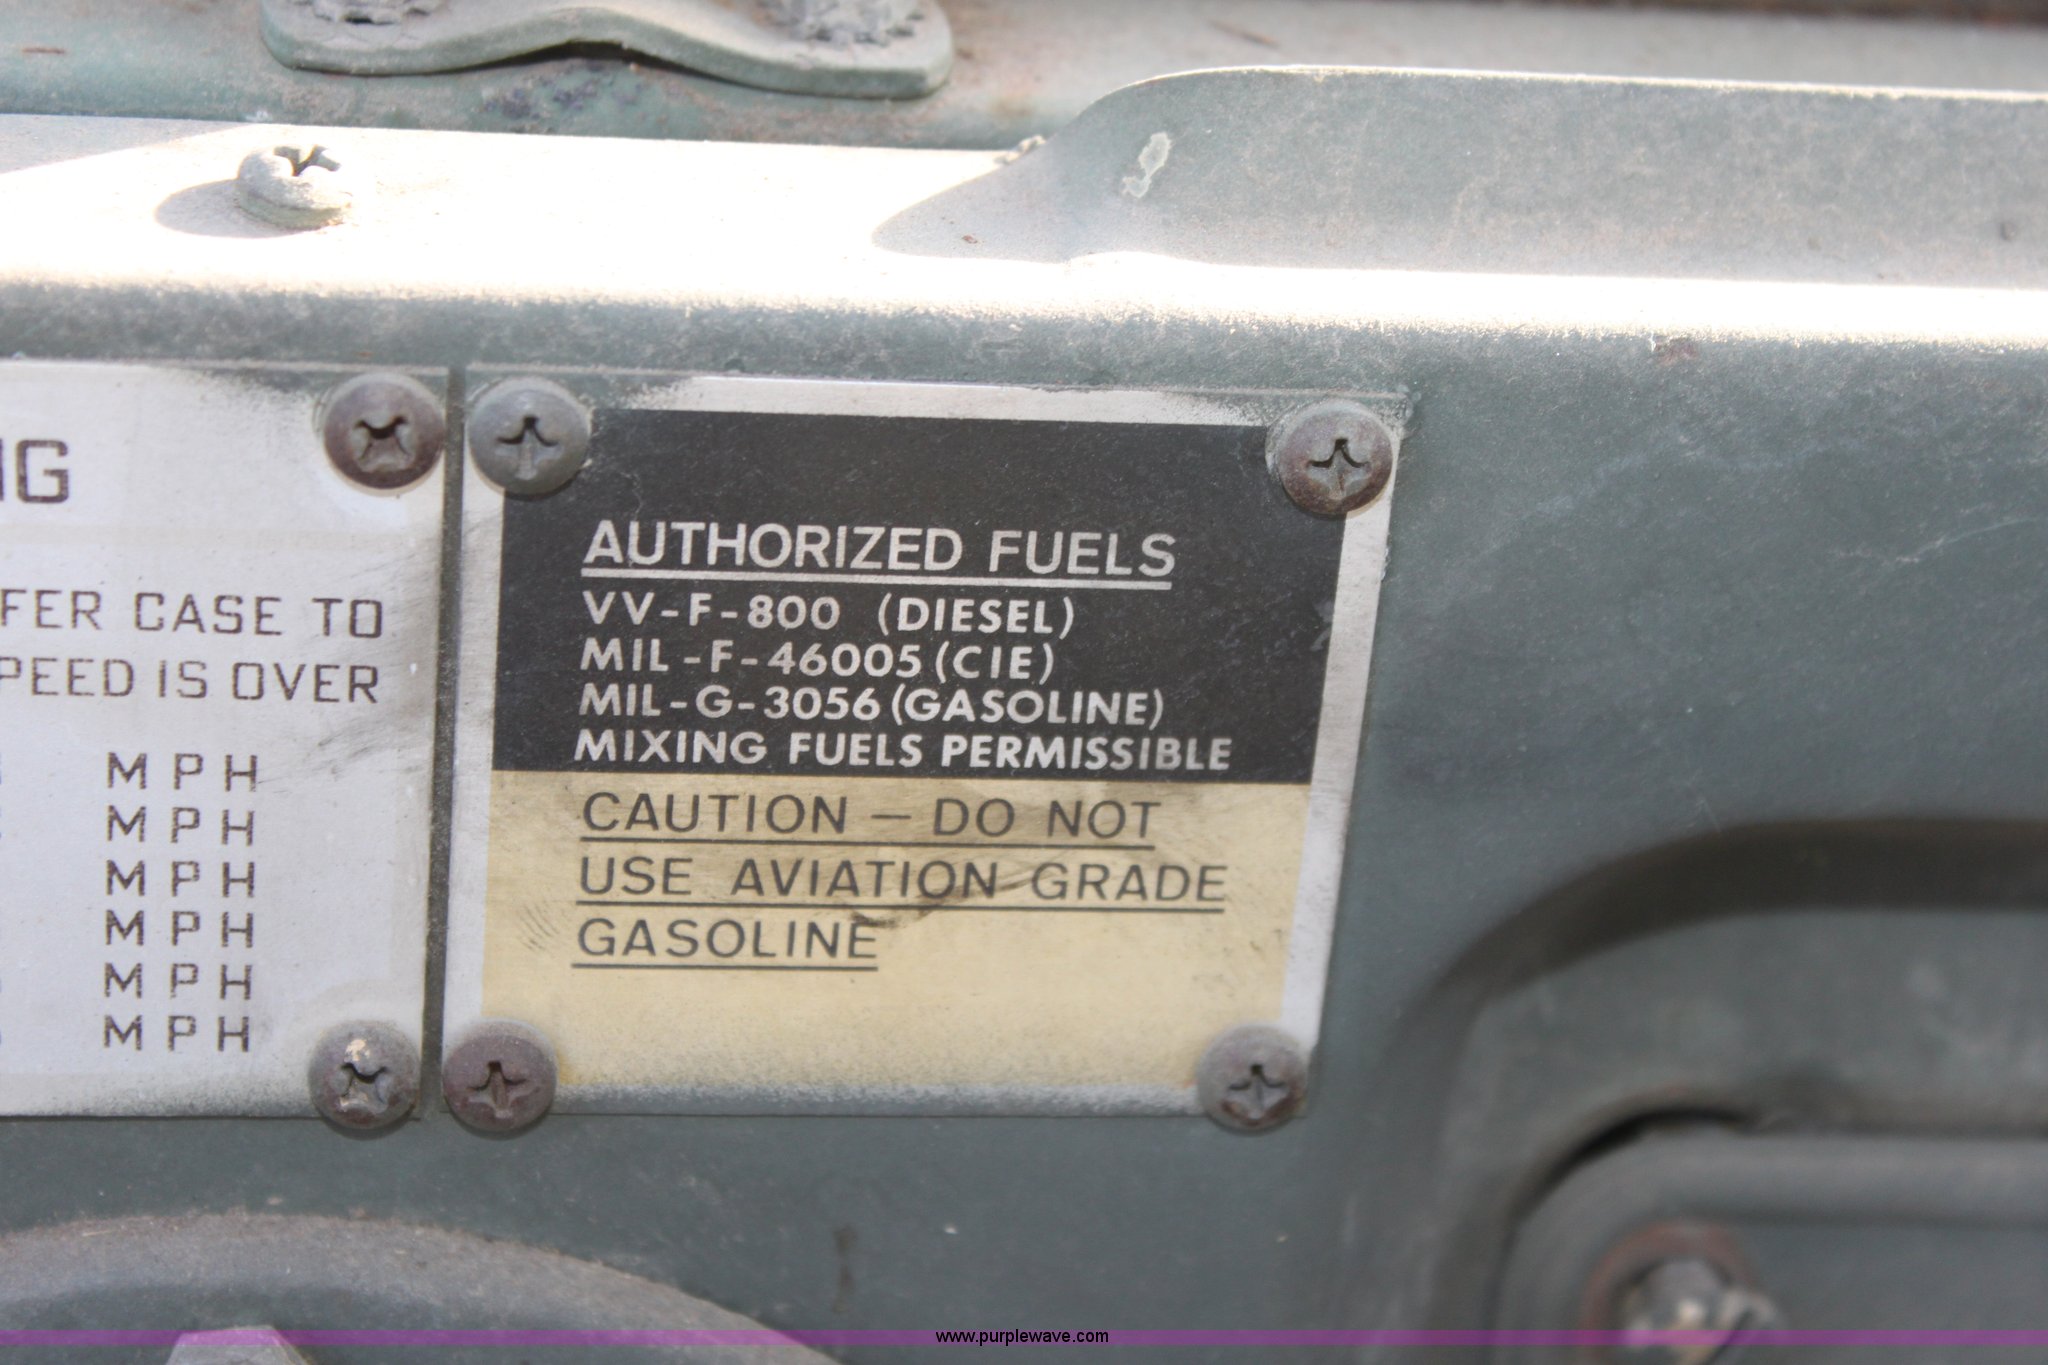 NG
FER CASE TO
PEED IS OVER
MPH
MPH
MPH
MPH
MPH
MPH
AUTHORIZED FUELS
VV-F-800 (DIESEL)
MIL-F-46005 (CIE)
MIL-G-3056 (GASOLINE)
MIXING FUELS PERMISSIBLE
CAUTION — DO NOT
USE AVIATION GRADE
GASOLINE
www.purplewave.com